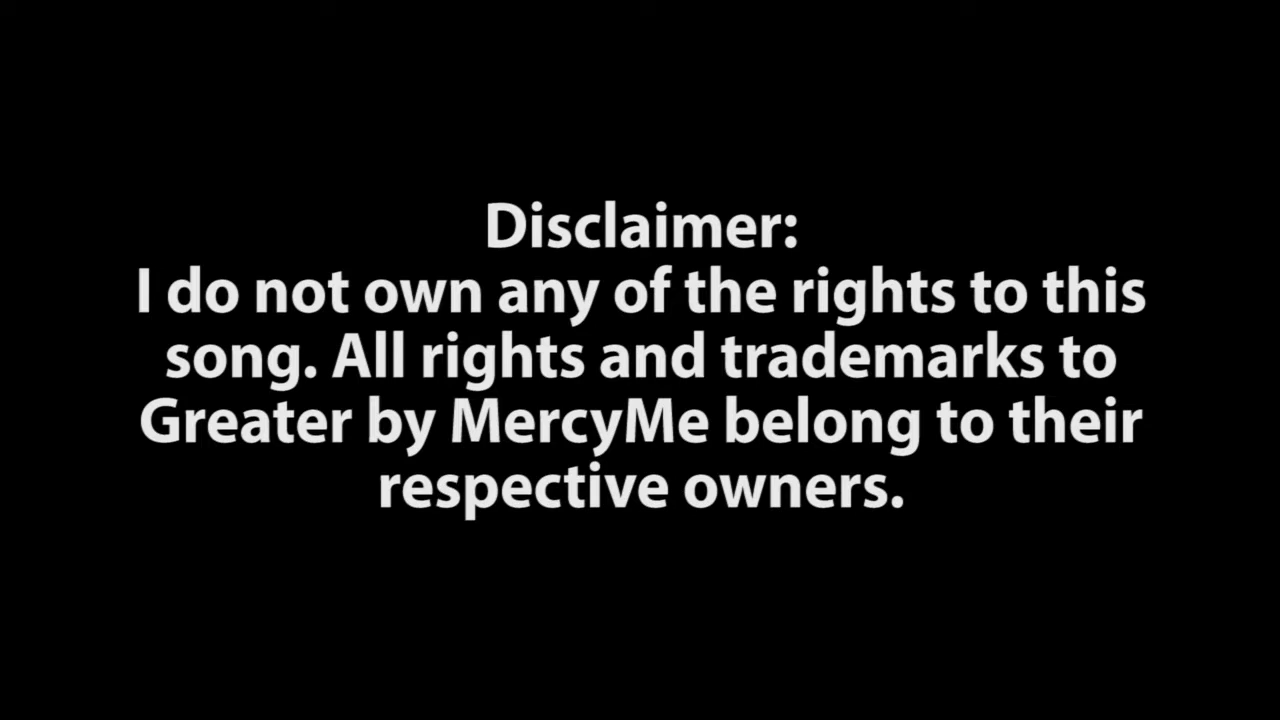 Disclaimer:
I do not own any of the rights to this
song. All rights and trademarks to
Greater by MercyMe belong to their
respective owners.